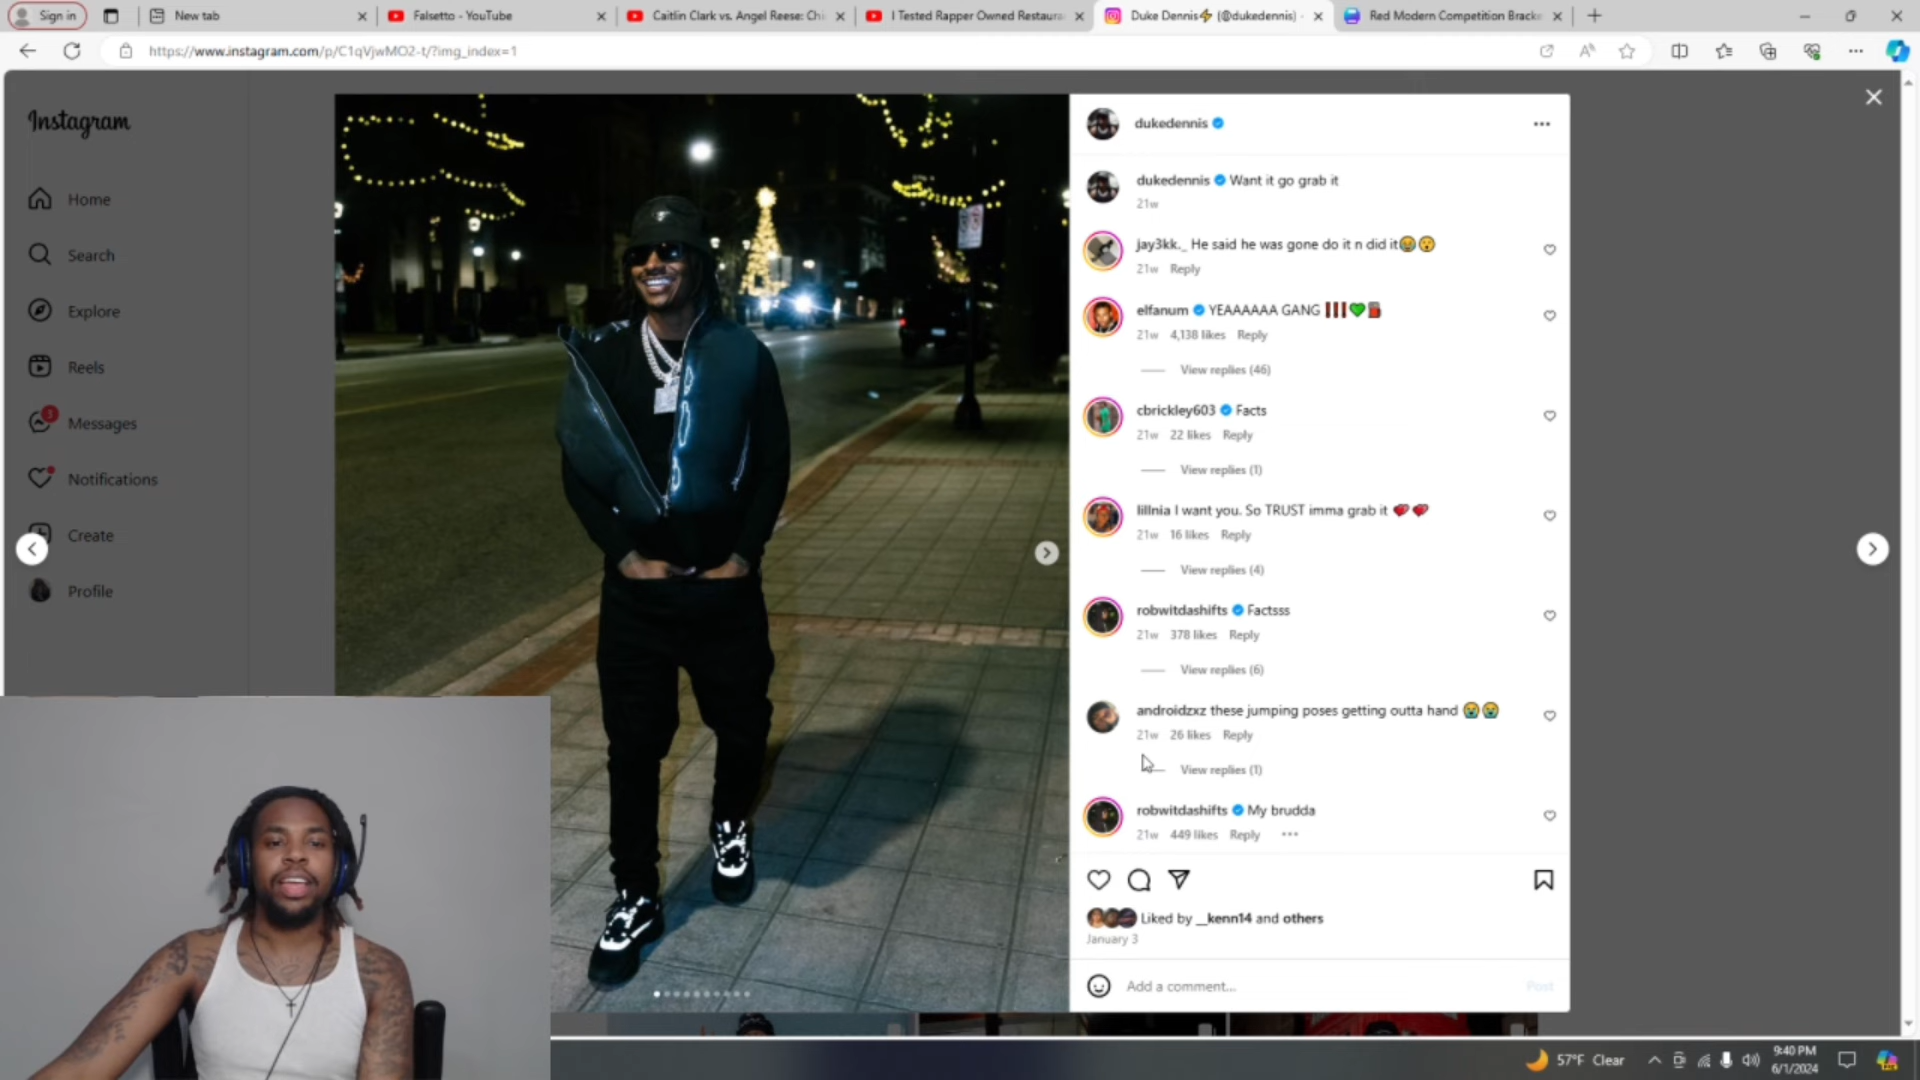 Sign in
New tab
Falsetto - YouTube
Caitlin Clark vs. Angel Reese: Chi
I Tested Rapper Owned Restaura
Duke Dennis⚡ (@dukedennis) -
Red Modern Competition Bracke
https://www.instagram.com/p/C1qVjwMO2-t/?img_index=1
Instagram
Home
Search
Explore
Reels
3
Messages
Notifications
Create
Profile
dukedennis
dukedennis Want it go grab it
21w
jay3kk._ He said he was gone do it n did it😭😯
21w Reply
elfanum YEAAAAAA GANG
21w 4,138 likes Reply
View replies (46)
cbrickley603 Facts
21w 22 likes Reply
View replies (1)
lillnia I want you. So TRUST imma grab it
21w 16 likes Reply
View replies (4)
robwitdashifts Factsss
21w 378 likes Reply
View replies (6)
androidzxz these jumping poses getting outta hand 😭😭
21w 26 likes Reply
View replies (1)
robwitdashifts My brudda
21w 449 likes Reply
Liked by __kenn14 and others
January 3
Add a comment...
Post
57°F Clear
9:40 PM
6/1/2024